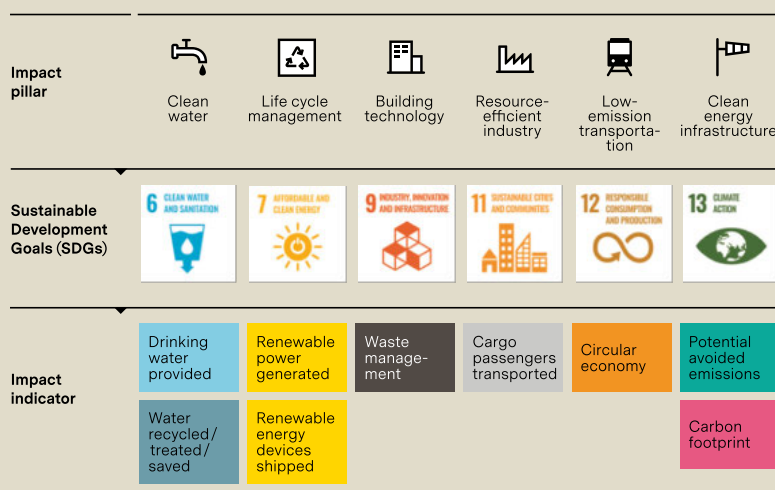 Impact
pillar
Clean
water
Life cycle
management
Building
technology
Resource-
efficient
industry
Low-
emission
transporta-
tion
Clean
energy
infrastructure
Sustainable
Development
Goals (SDGs)
6 CLEAN WATER
AND SANITATION
7 AFFORDABLE AND
CLEAN ENERGY
9 INDUSTRY, INNOVATION
AND INFRASTRUCTURE
11 SUSTAINABLE CITIES
AND COMMUNITIES
12 RESPONSIBLE
CONSUMPTION
AND PRODUCTION
13 CLIMATE
ACTION
Impact
indicator
Drinking
water
provided
Renewable
power
generated
Waste
manage-
ment
Cargo
passengers
transported
Circular
economy
Potential
avoided
emissions
Water
recycled/
treated/
saved
Renewable
energy
devices
shipped
Carbon
footprint